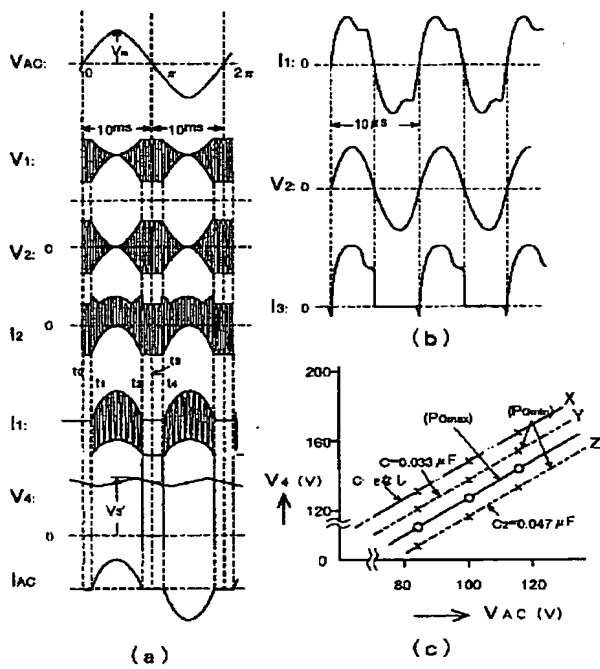 VAC:
Vm
0
π
2π
10ms
10ms
V1:
V2:
0
I2
0
t0
t1
t2
t3
t4
I1:
V4:
V3'
0
IAC
(a)
I1: 0
10μs
V2: 0
I3: 0
(b)
200
160
120
0
V4 (V)
X
Y
Z
(POmax)
(POmin)
C=0.033μF
なし
C2=0.047μF
80
100
120
VAC (V)
(c)